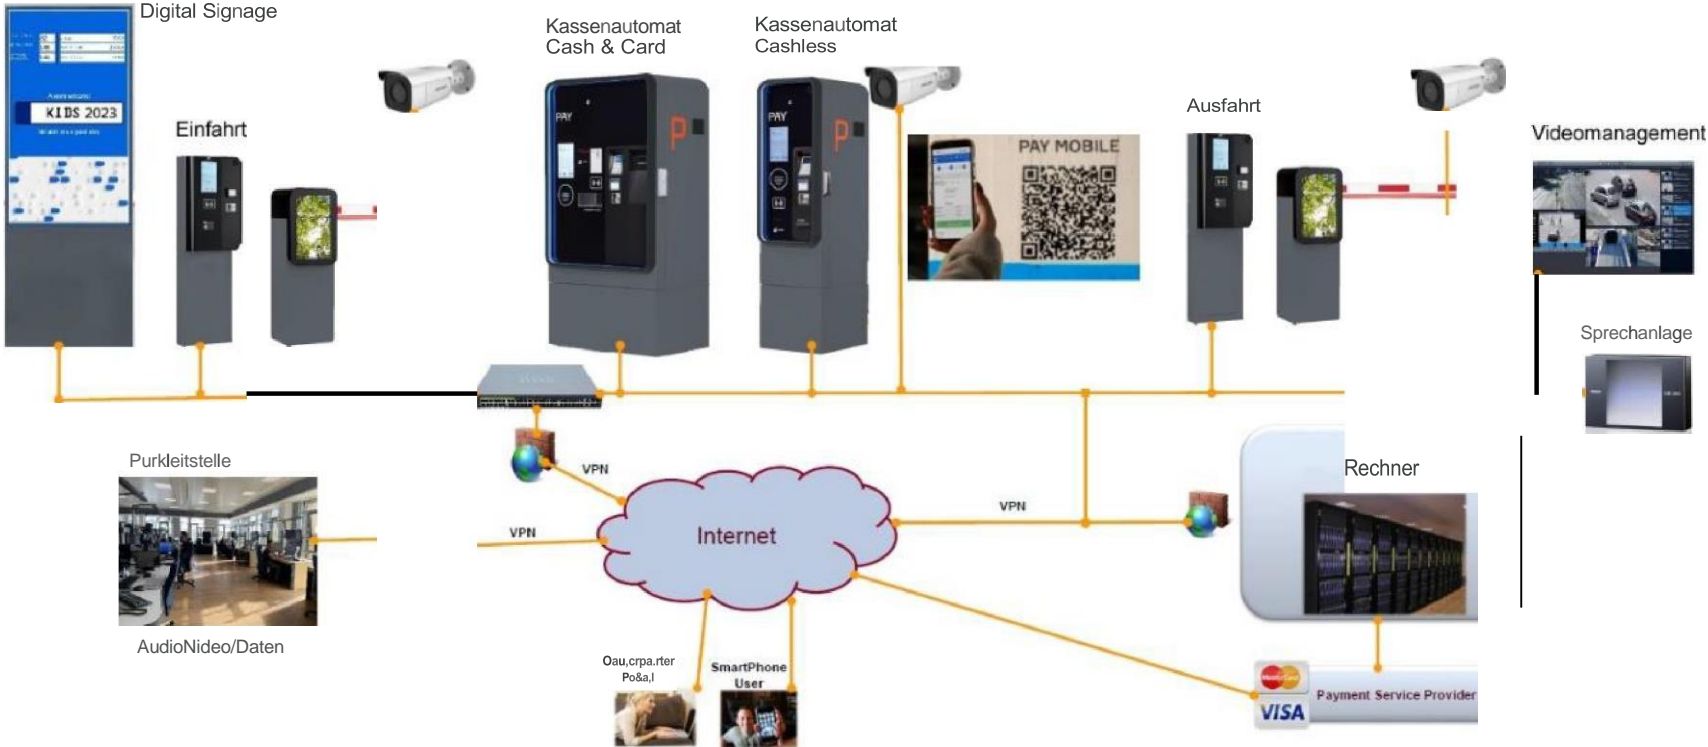 Digital Signage
Kassenautomat
Cash & Card
Kassenautomat
Cashless
KIDS 2023
Einfahrt
PAY
P
PAY
P
PAY MOBILE
Ausfahrt
Videomanagement
Sprechanlage
Purkleitstelle
VPN
VPN
Internet
VPN
Rechner
AudioNideo/Daten
Oau,crpa.rter
Po&a,l
SmartPhone
User
MasterCard
VISA
Payment Service Provider